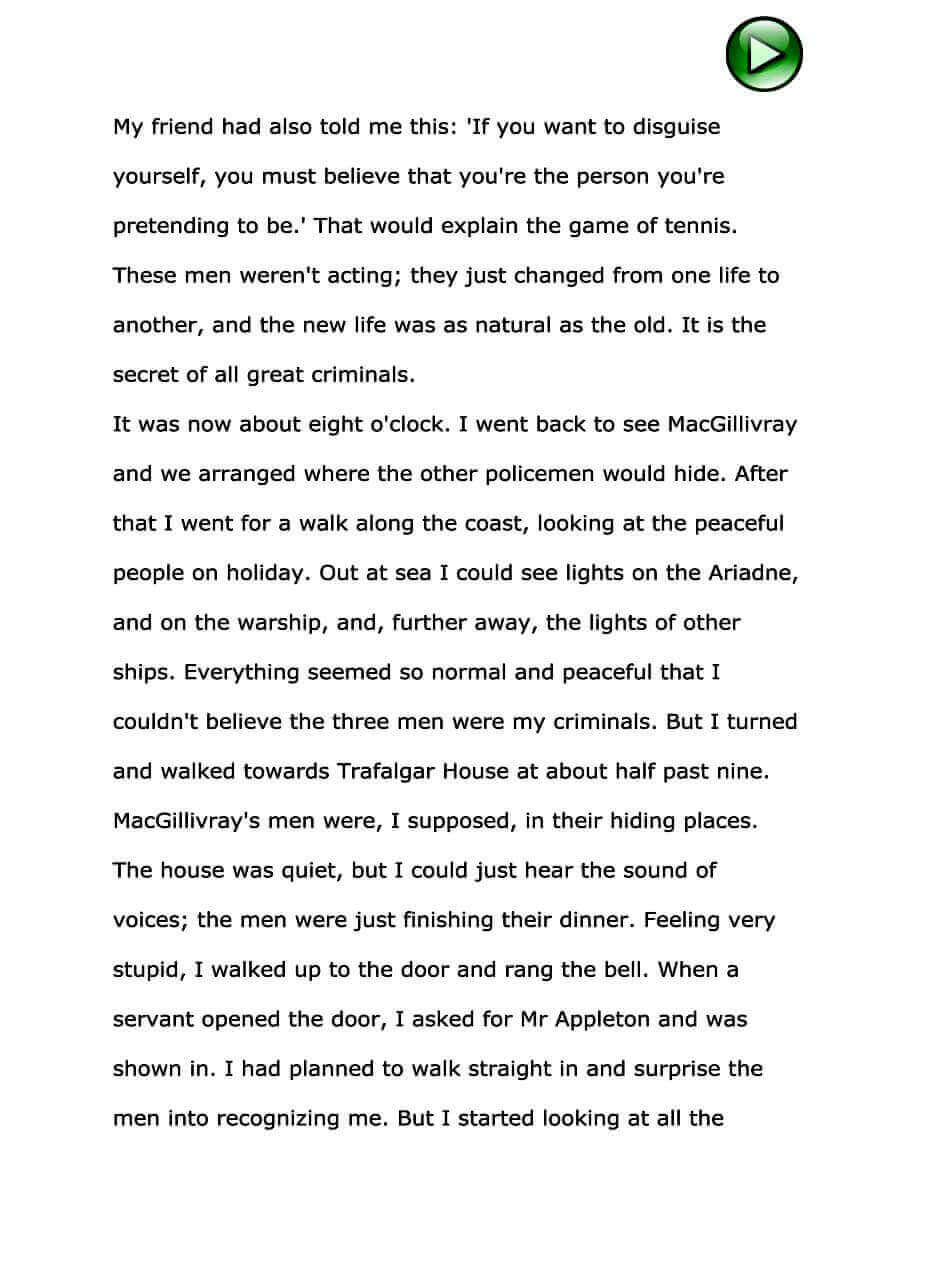 My friend had also told me this: 'If you want to disguise
yourself, you must believe that you're the person you're
pretending to be.' That would explain the game of tennis.
These men weren't acting; they just changed from one life to
another, and the new life was as natural as the old. It is the
secret of all great criminals.
It was now about eight o'clock. I went back to see MacGillivray
and we arranged where the other policemen would hide. After
that I went for a walk along the coast, looking at the peaceful
people on holiday. Out at sea I could see lights on the Ariadne,
and on the warship, and, further away, the lights of other
ships. Everything seemed so normal and peaceful that I
couldn't believe the three men were my criminals. But I turned
and walked towards Trafalgar House at about half past nine.
MacGillivray's men were, I supposed, in their hiding places.
The house was quiet, but I could just hear the sound of
voices; the men were just finishing their dinner. Feeling very
stupid, I walked up to the door and rang the bell. When a
servant opened the door, I asked for Mr Appleton and was
shown in. I had planned to walk straight in and surprise the
men into recognizing me. But I started looking at all the